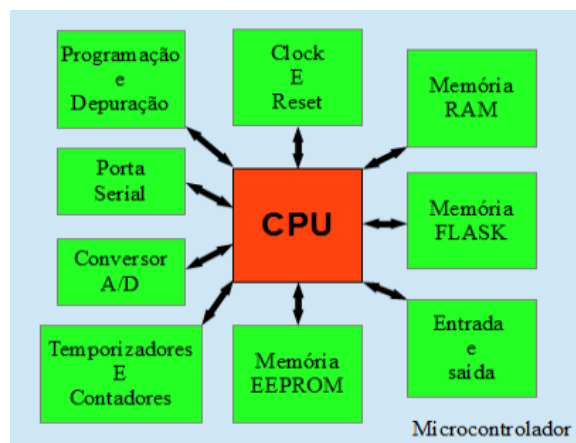 Programação
e
Depuração
Clock
E
Reset
Memória
RAM
Porta
Serial
CPU
Memória
FLASK
Conversor
A/D
Temporizadores
E
Contadores
Memória
EEPROM
Entrada
e
saída
Microcontrolador